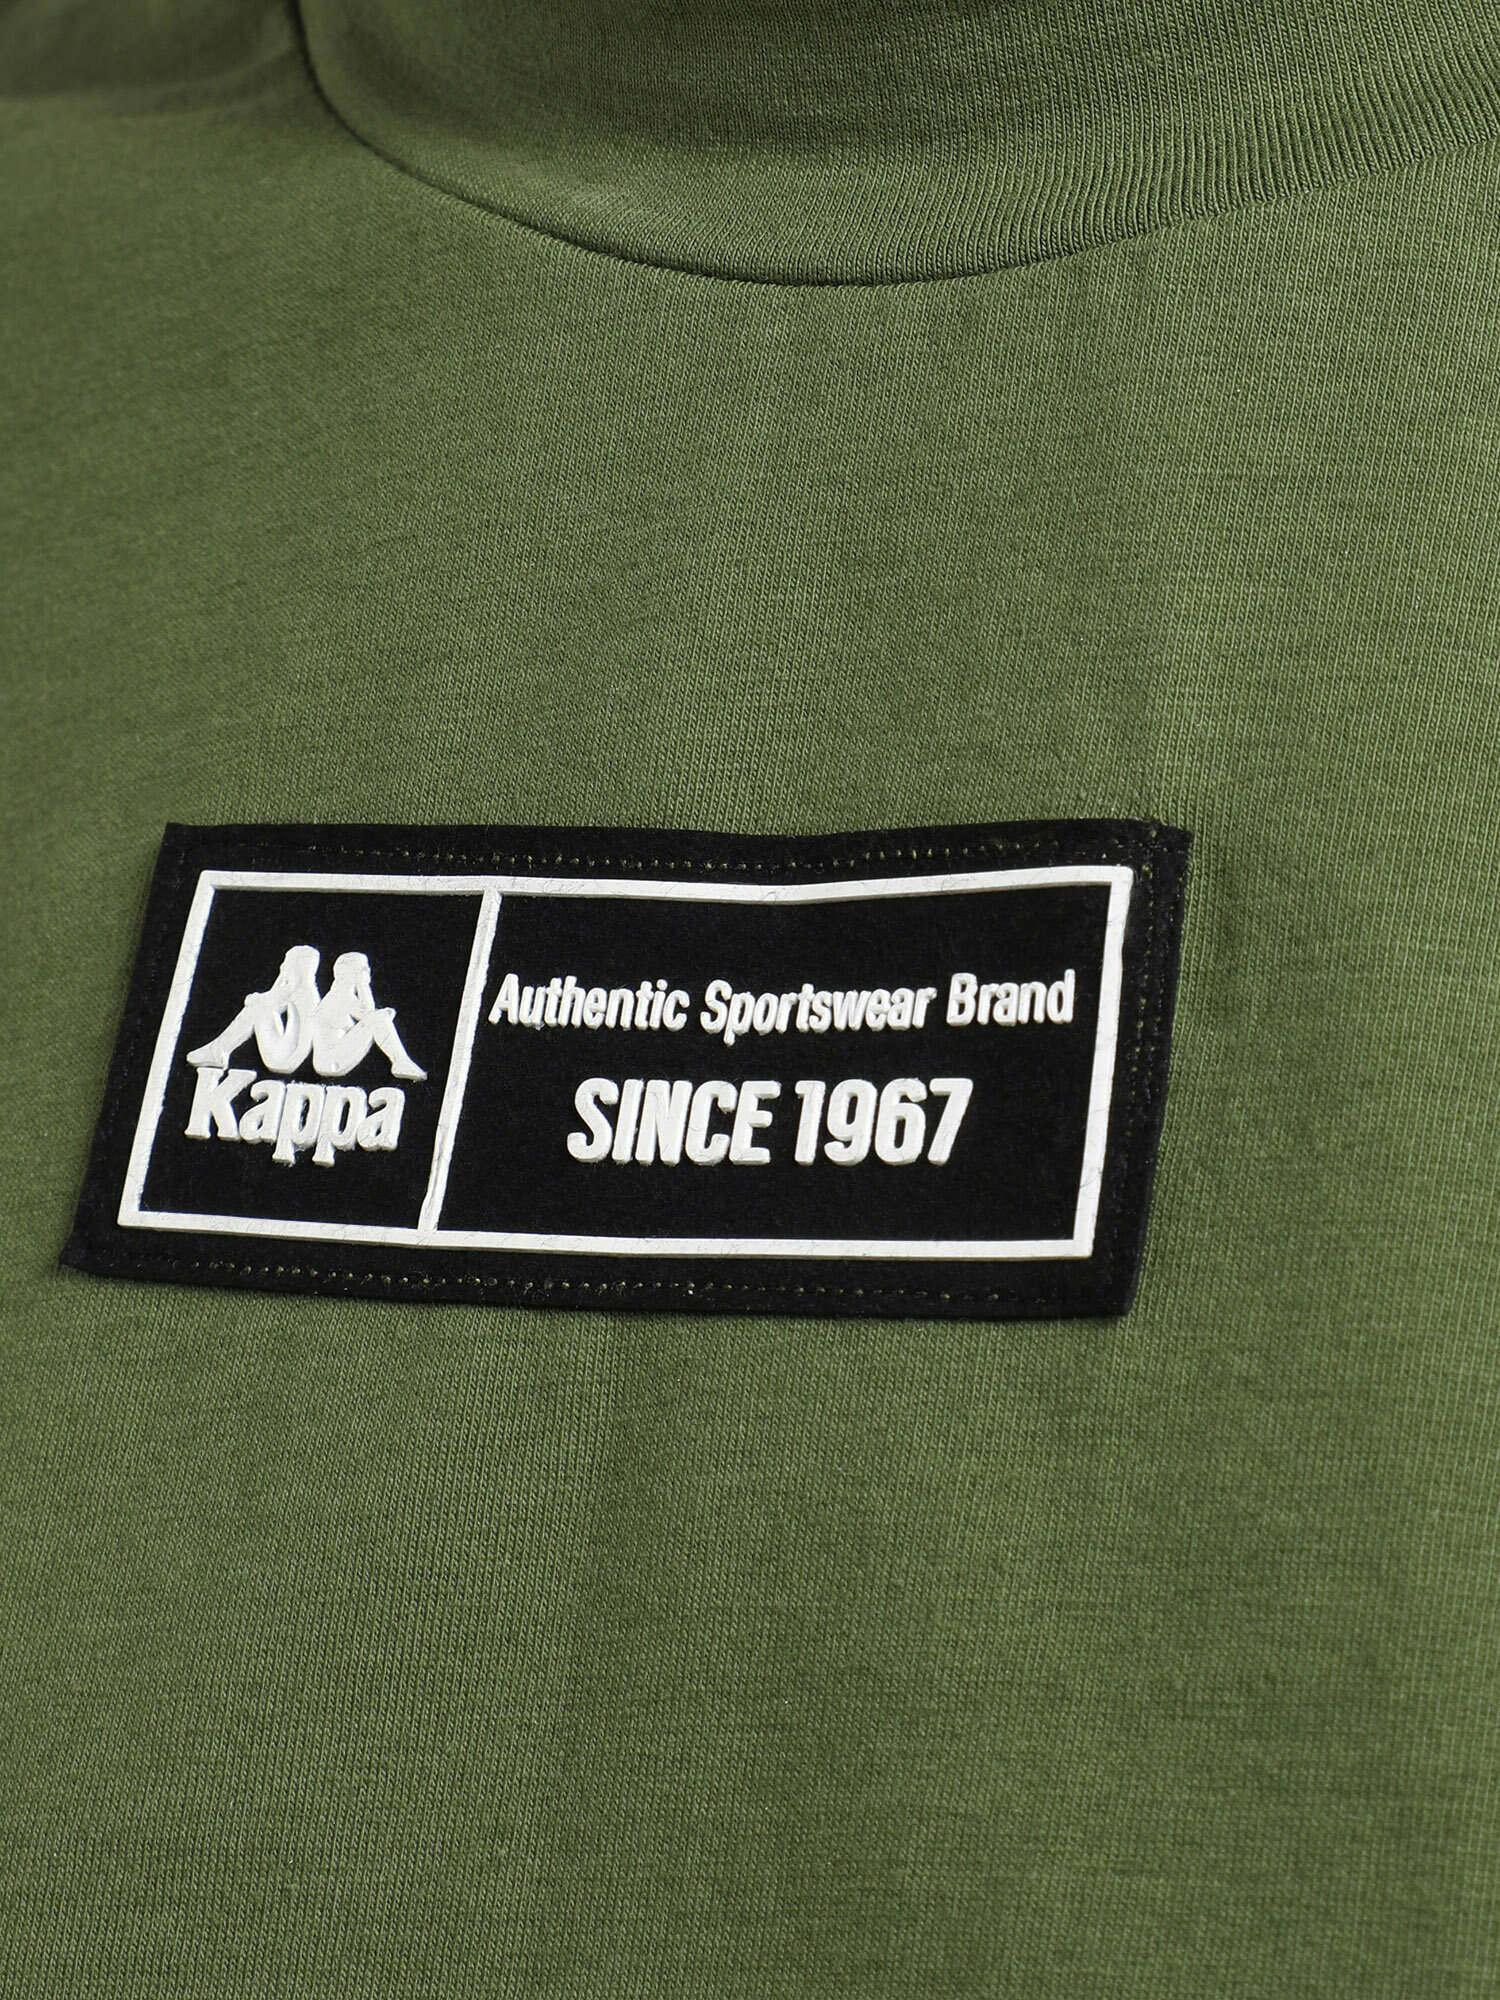 Kappa
Authentic Sportswear Brand
SINCE 1967